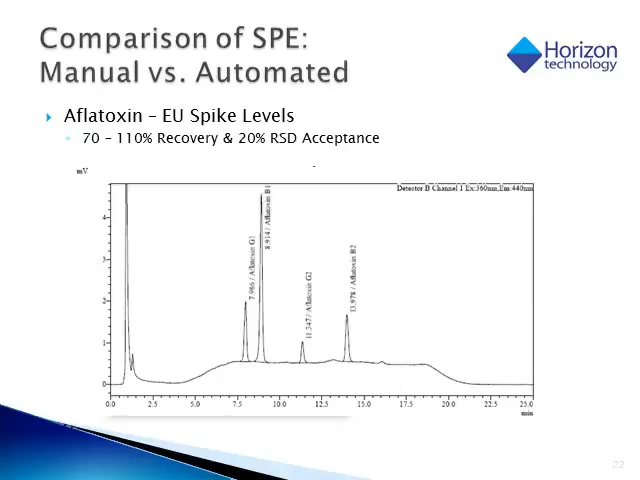 Comparison of SPE:
Manual vs. Automated
Horizon
technology
Aflatoxin – EU Spike Levels
70 – 110% Recovery & 20% RSD Acceptance
mV
Detector B Channel 1 Ex:360nm,Em:440nm
7.986 / Aflatoxin G1
8.914 / Aflatoxin B1
11.347 / Aflatoxin G2
13.978 / Aflatoxin B2
4
3
2
1
0
0.0 2.5 5.0 7.5 10.0 12.5 15.0 17.5 20.0 22.5 25.0
min
22